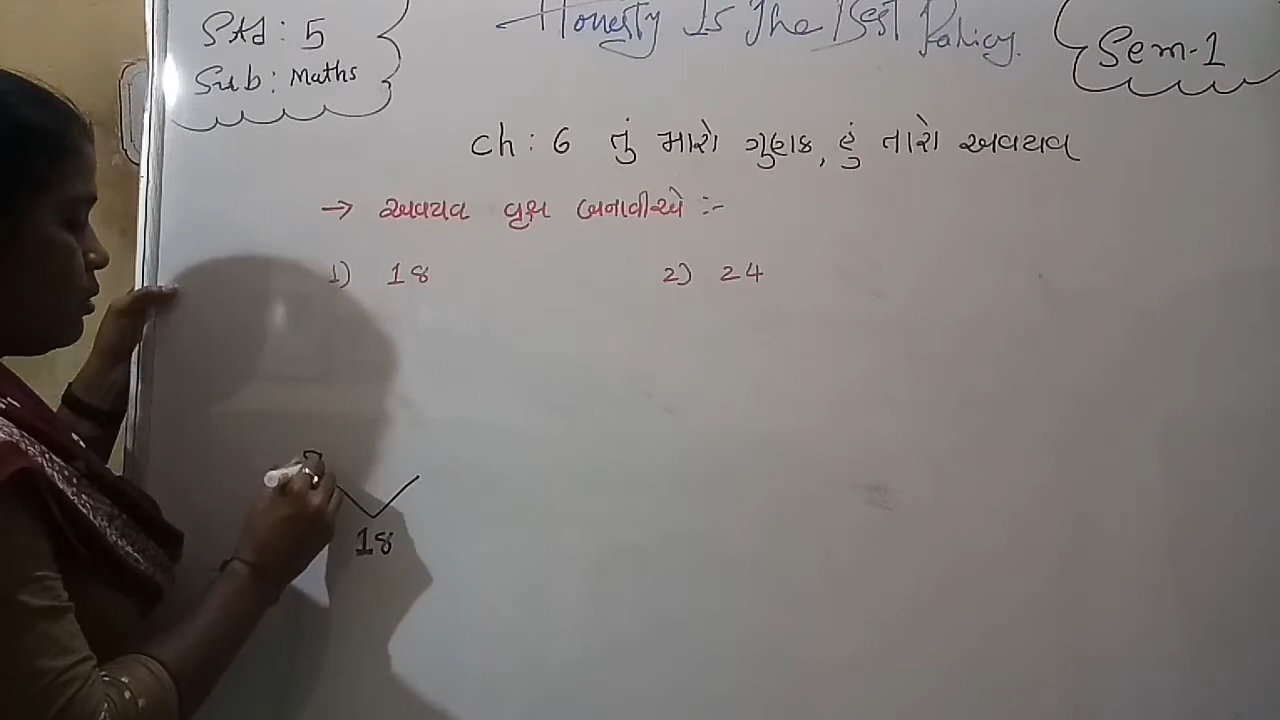 Std : 5
Sub : Maths
Honesty Is The Best Policy.
Sem-1
ch : 6 તું મારો ગુણક, હું તારો અવયવ
→ અવયવ વૃક્ષ બનાવીએ :-
1) 18
2) 24
18